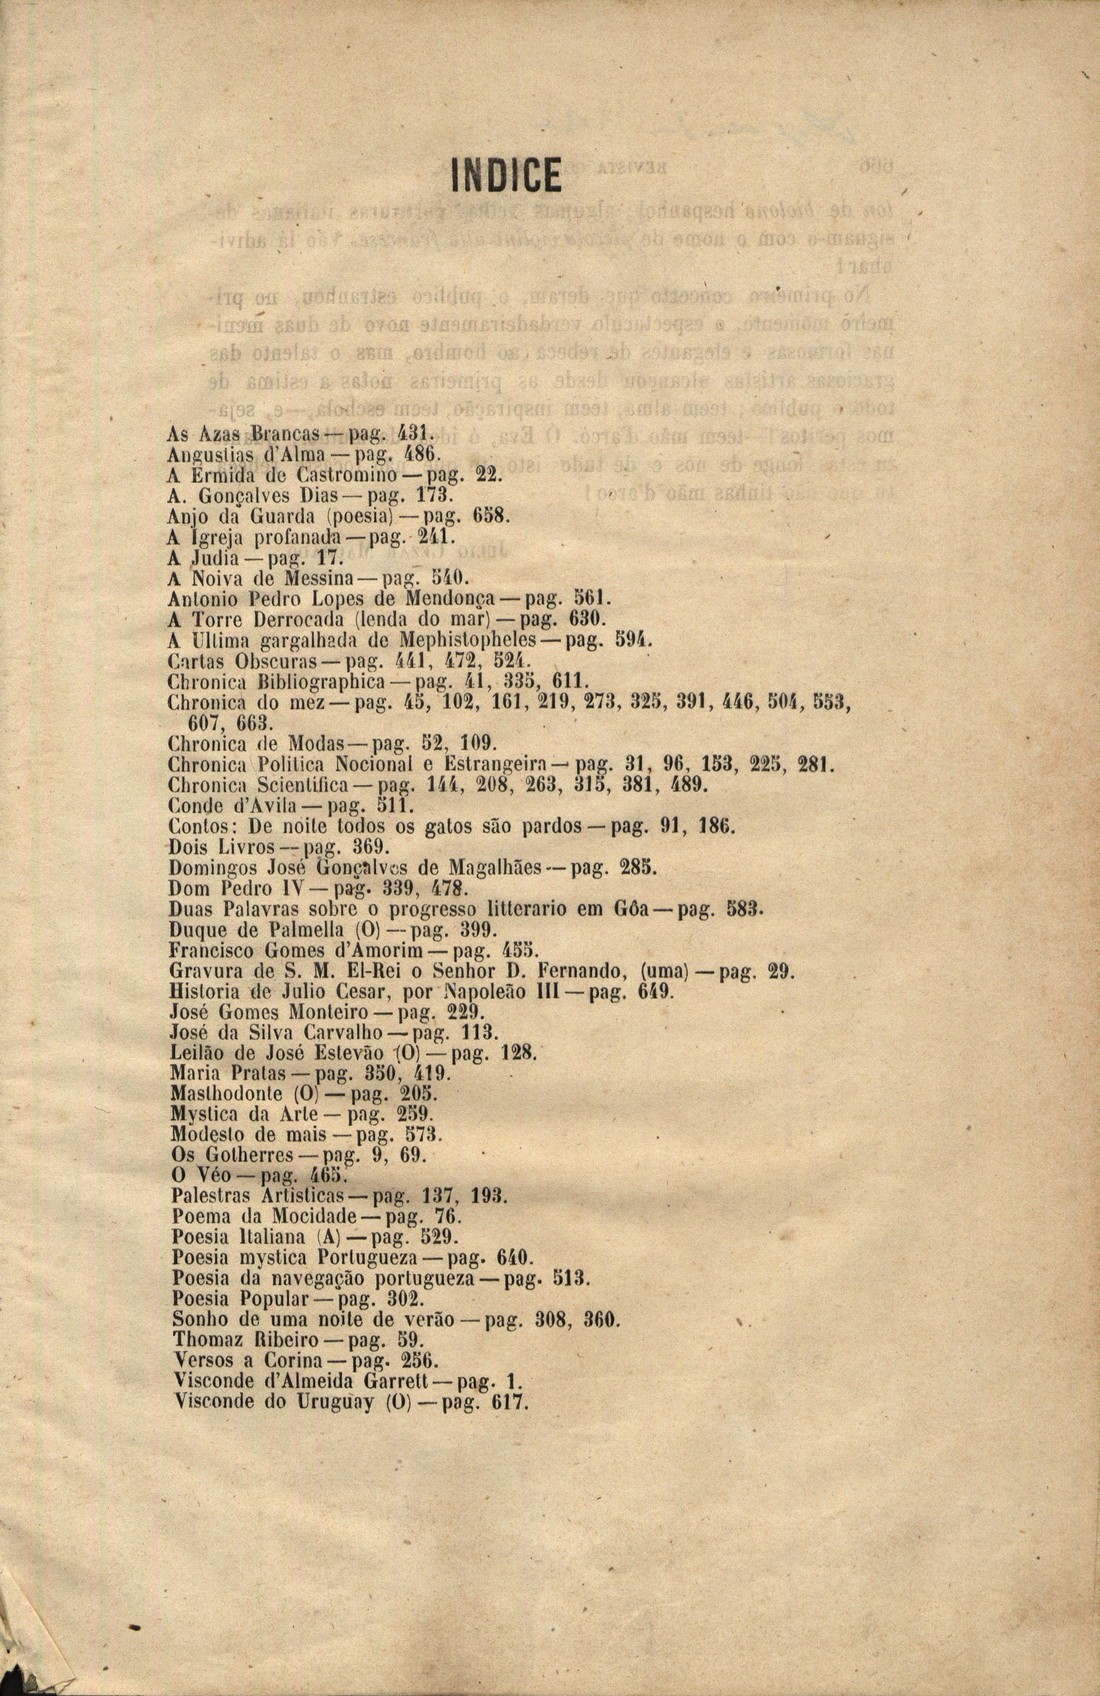 INDICE
As Azas Brancas — pag. 431.
Angustias d'Alma — pag. 486.
A Ermida de Castromino — pag. 22.
A. Gonçalves Dias — pag. 173.
Anjo da Guarda (poesia) — pag. 658.
A Igreja profanada — pag. 241.
A Judia — pag. 17.
A Noiva de Messina — pag. 540.
Antonio Pedro Lopes de Mendonça — pag. 561.
A Torre Derrocada (lenda do mar) — pag. 630.
A Ultima gargalhada de Mephistopheles — pag. 594.
Cartas Obscuras — pag. 441, 472, 524.
Chronica Bibliographica — pag. 41, 335, 611.
Chronica do mez — pag. 45, 102, 161, 219, 273, 325, 391, 446, 504, 553,
607, 663.
Chronica de Modas — pag. 52, 109.
Chronica Politica Nocional e Estrangeira — pag. 31, 96, 153, 225, 281.
Chronica Scientifica — pag. 144, 208, 263, 315, 381, 489.
Conde d'Avila — pag. 511.
Contos: De noite todos os gatos são pardos — pag. 91, 186.
Dois Livros — pag. 369.
Domingos José Gonçalves de Magalhães — pag. 285.
Dom Pedro IV — pag. 339, 478.
Duas Palavras sobre o progresso litterario em Gôa — pag. 583.
Duque de Palmella (O) — pag. 399.
Francisco Gomes d'Amorim — pag. 455.
Gravura de S. M. El-Rei o Senhor D. Fernando, (uma) — pag. 29.
Historia de Julio Cesar, por Napoleão III — pag. 649.
José Gomes Monteiro — pag. 229.
José da Silva Carvalho — pag. 113.
Leilão de José Estevão (O) — pag. 128.
Maria Pratas — pag. 350, 419.
Masthodonte (O) — pag. 205.
Mystica da Arte — pag. 259.
Modesto de mais — pag. 573.
Os Gotherres — pag. 9, 69.
O Véo — pag. 465.
Palestras Artisticas — pag. 137, 193.
Poema da Mocidade — pag. 76.
Poesia Italiana (A) — pag. 529.
Poesia mystica Portugueza — pag. 640.
Poesia da navegação portugueza — pag. 513.
Poesia Popular — pag. 302.
Sonho de uma noite de verão — pag. 308, 360.
Thomaz Ribeiro — pag. 59.
Versos a Corina — pag. 256.
Visconde d'Almeida Garrett — pag. 1.
Visconde do Uruguay (O) — pag. 617.